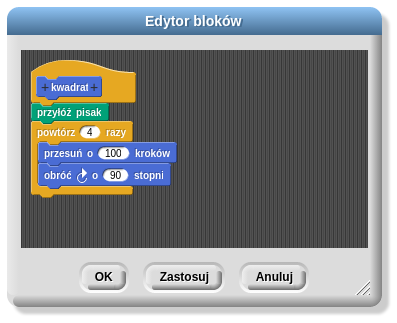 Edytor bloków
+ kwadrat +
przyłóż pisak
powtórz 4 razy
przesuń o 100 kroków
obróć o 90 stopni
OK Zastosuj Anuluj